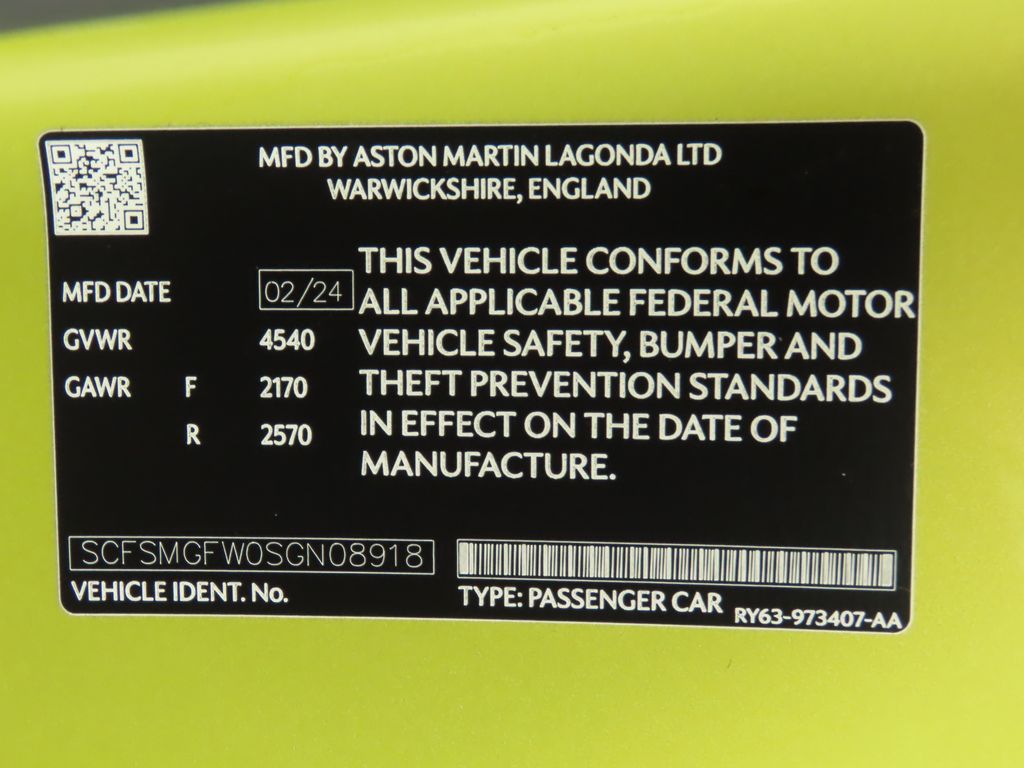 MFD BY ASTON MARTIN LAGONDA LTD
WARWICKSHIRE, ENGLAND
MFD DATE 02/24
GVWR 4540
GAWR F 2170
R 2570
THIS VEHICLE CONFORMS TO
ALL APPLICABLE FEDERAL MOTOR
VEHICLE SAFETY, BUMPER AND
THEFT PREVENTION STANDARDS
IN EFFECT ON THE DATE OF
MANUFACTURE.
SCFSMGFW0SGN08918
VEHICLE IDENT. No.
TYPE: PASSENGER CAR
RY63-973407-AA